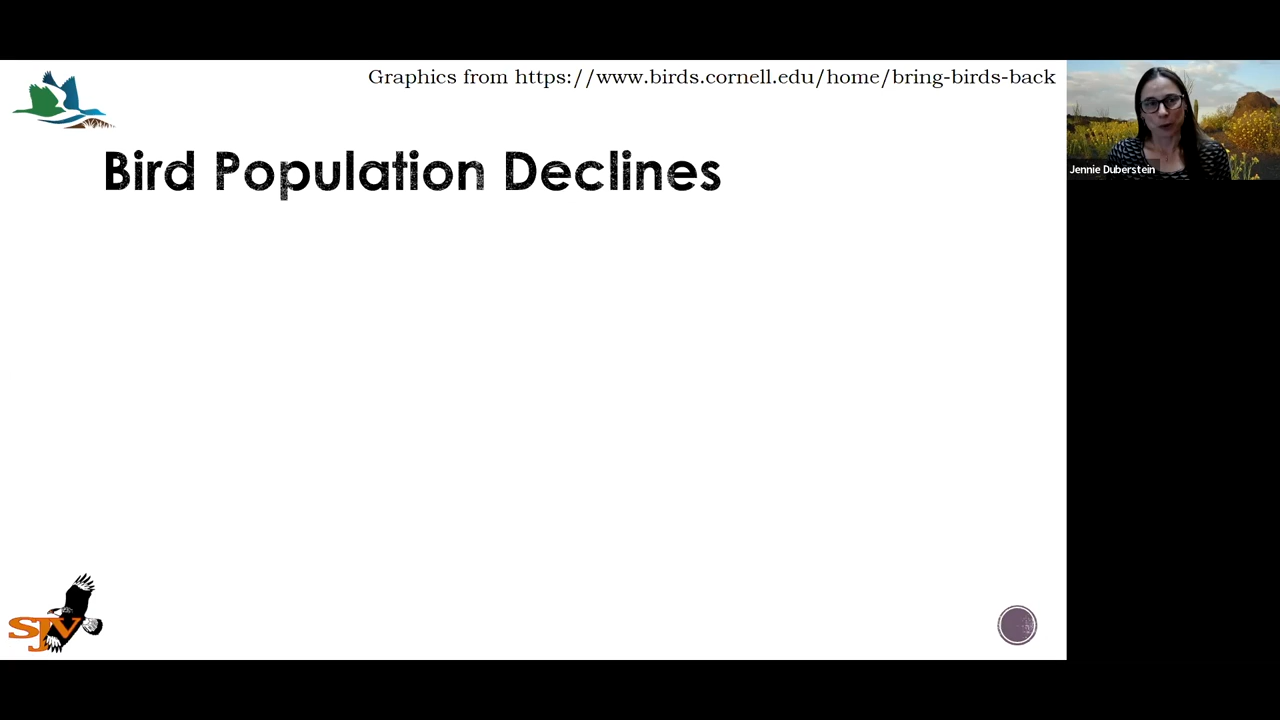 Graphics from https://www.birds.cornell.edu/home/bring-birds-back
Jennie Duberstein
Bird Population Declines
SJV